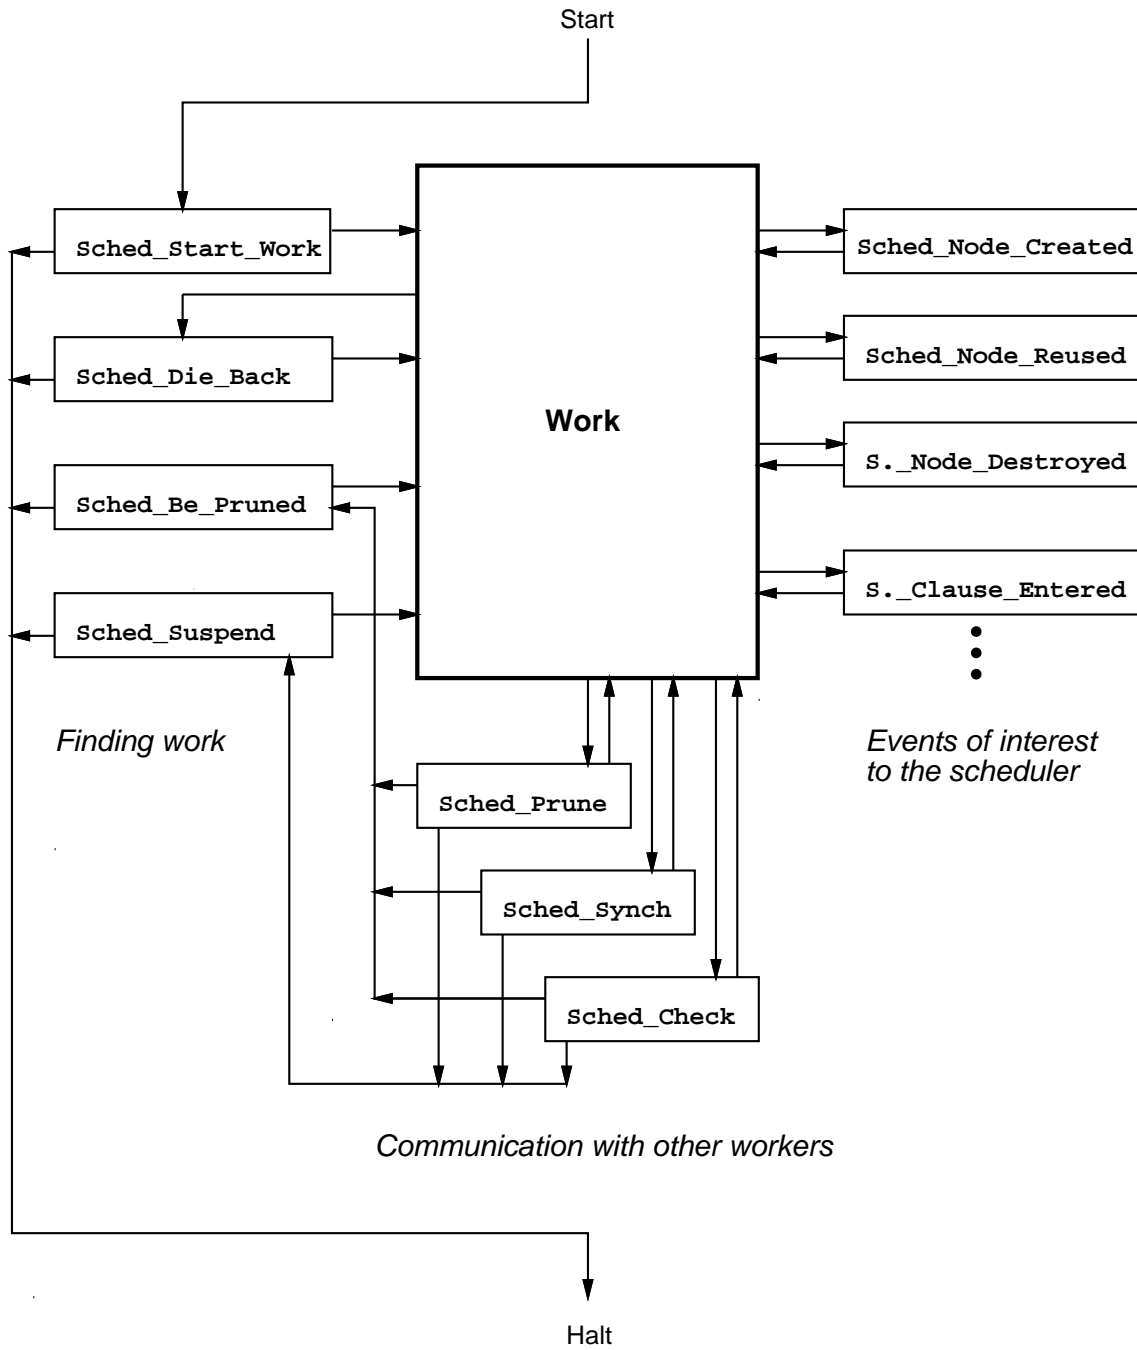 Start
Sched_Start_Work
Sched_Node_Created
Sched_Die_Back
Sched_Node_Reused
Work
S._Node_Destroyed
Sched_Be_Pruned
S._Clause_Entered
Sched_Suspend
Finding work
Events of interest
to the scheduler
Sched_Prune
Sched_Synch
Sched_Check
Communication with other workers
Halt